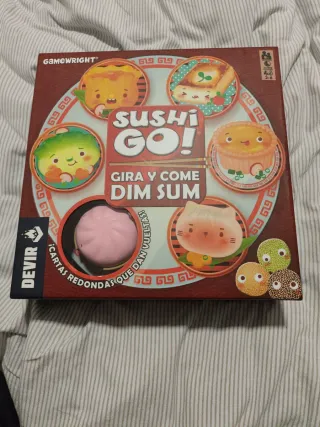 GAMEWRIGHT®
SUSHI
GO!
GIRA Y COME
DIM SUM
¡CARTAS REDONDAS QUE DAN VUELTAS!
DEVIR